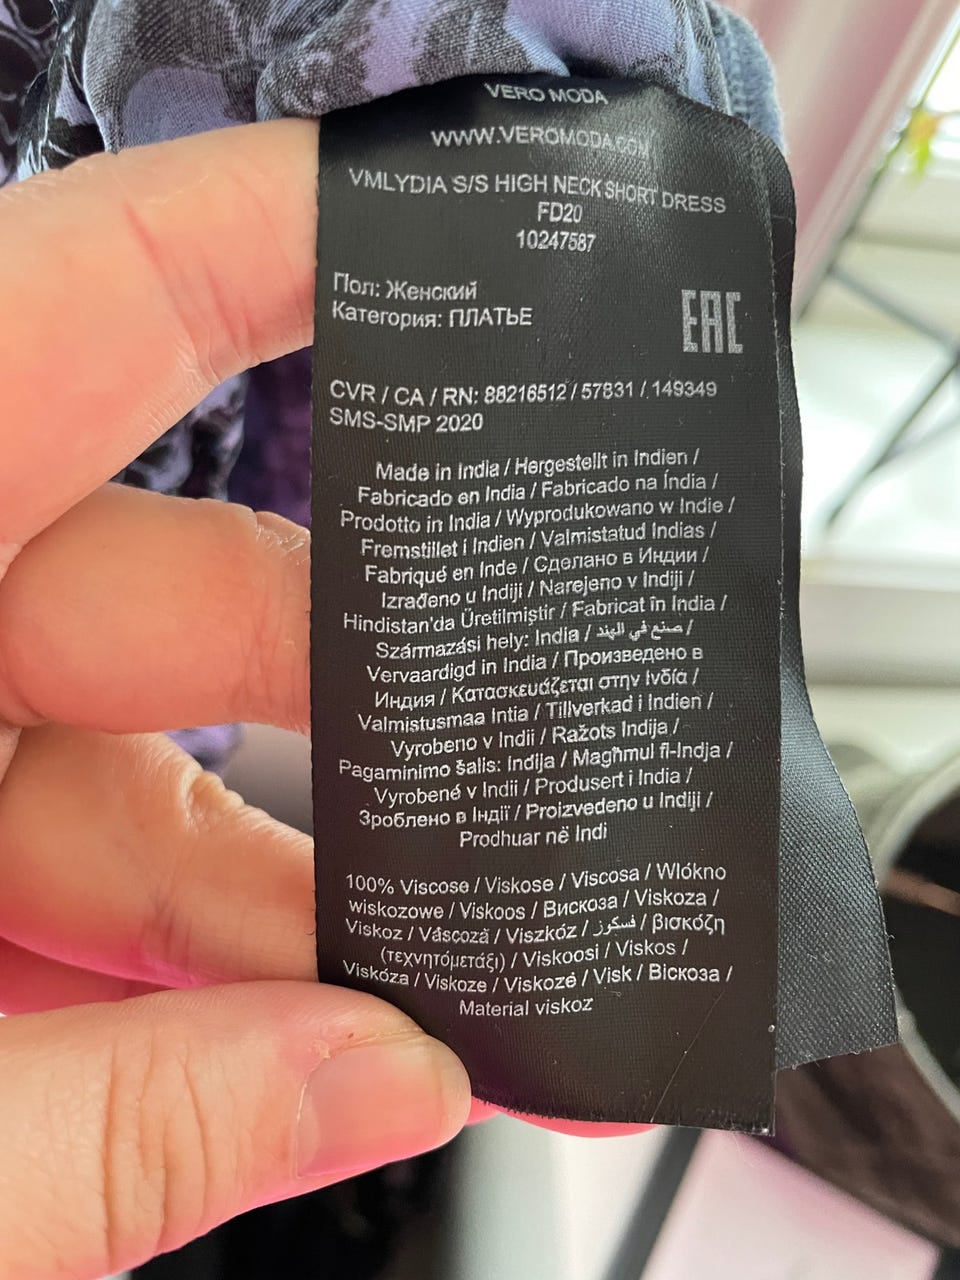 VERO MODA
WWW.VEROMODA.COM
VMLYDIA S/S HIGH NECK SHORT DRESS
FD20
10247587
Пол: Женский
Категория: ПЛАТЬЕ
EAC
CVR / CA / RN: 88216512 / 57831 / 149349
SMS-SMP 2020
Made in India / Hergestellt in Indien /
Fabricado en India / Fabricado na Índia /
Prodotto in India / Wyprodukowano w Indie /
Fremstillet i Indien / Valmistatud Indias /
Fabriqué en Inde / Сделано в Индии /
Izrađeno u Indiji / Narejeno v Indiji /
Hindistan'da Üretilmiştir / Fabricat în India /
Származási hely: India / صنع في الهند /
Vervaardigd in India / Произведено в
Индия / Κατασκευάζεται στην Ινδία /
Valmistusmaa Intia / Tillverkad i Indien /
Vyrobeno v Indii / Ražots Indija /
Pagaminimo šalis: Indija / Magħmul fl-Indja /
Vyrobené v Indii / Produsert i India /
Зроблено в Індії / Proizvedeno u Indiji /
Prodhuar në Indi
100% Viscose / Viskose / Viscosa / Wlókno
wiskozowe / Viskoos / Вискоза / Viskoza /
Viskoz / Vâscoză / Viszkóz / فسكوز / βισκόζη
(τεχνητόμετάξι) / Viskoosi / Viskos /
Viskóza / Viskoze / Viskozė / Visk / Віскоза /
Material viskoz